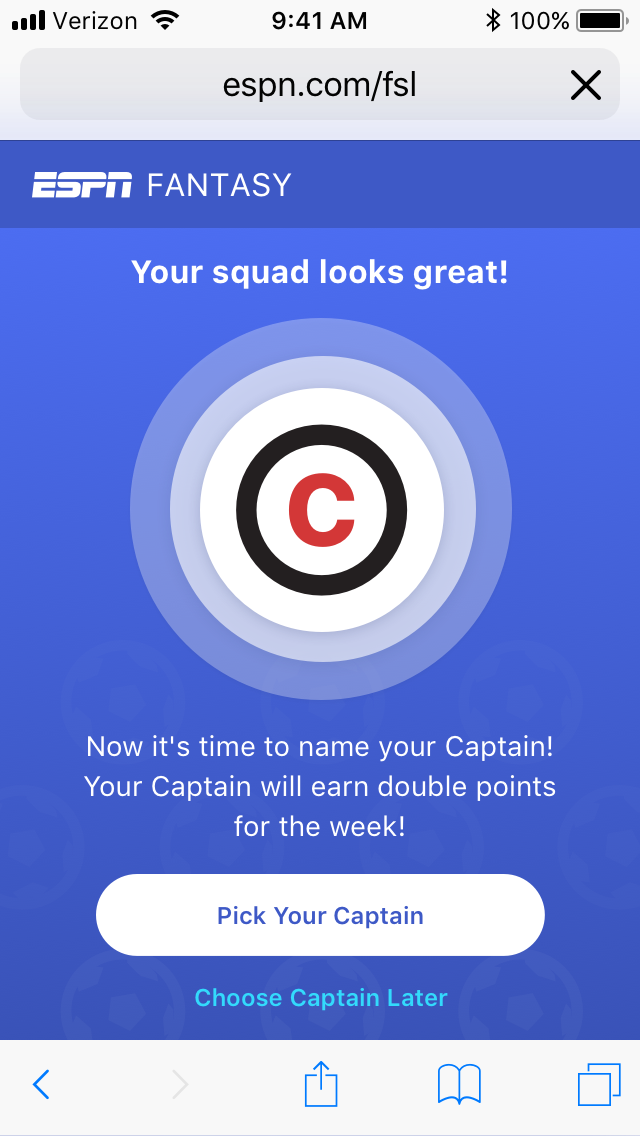 Verizon 9:41 AM 100%
espn.com/fsl
ESPN FANTASY
Your squad looks great!
C
Now it's time to name your Captain!
Your Captain will earn double points
for the week!
Pick Your Captain
Choose Captain Later